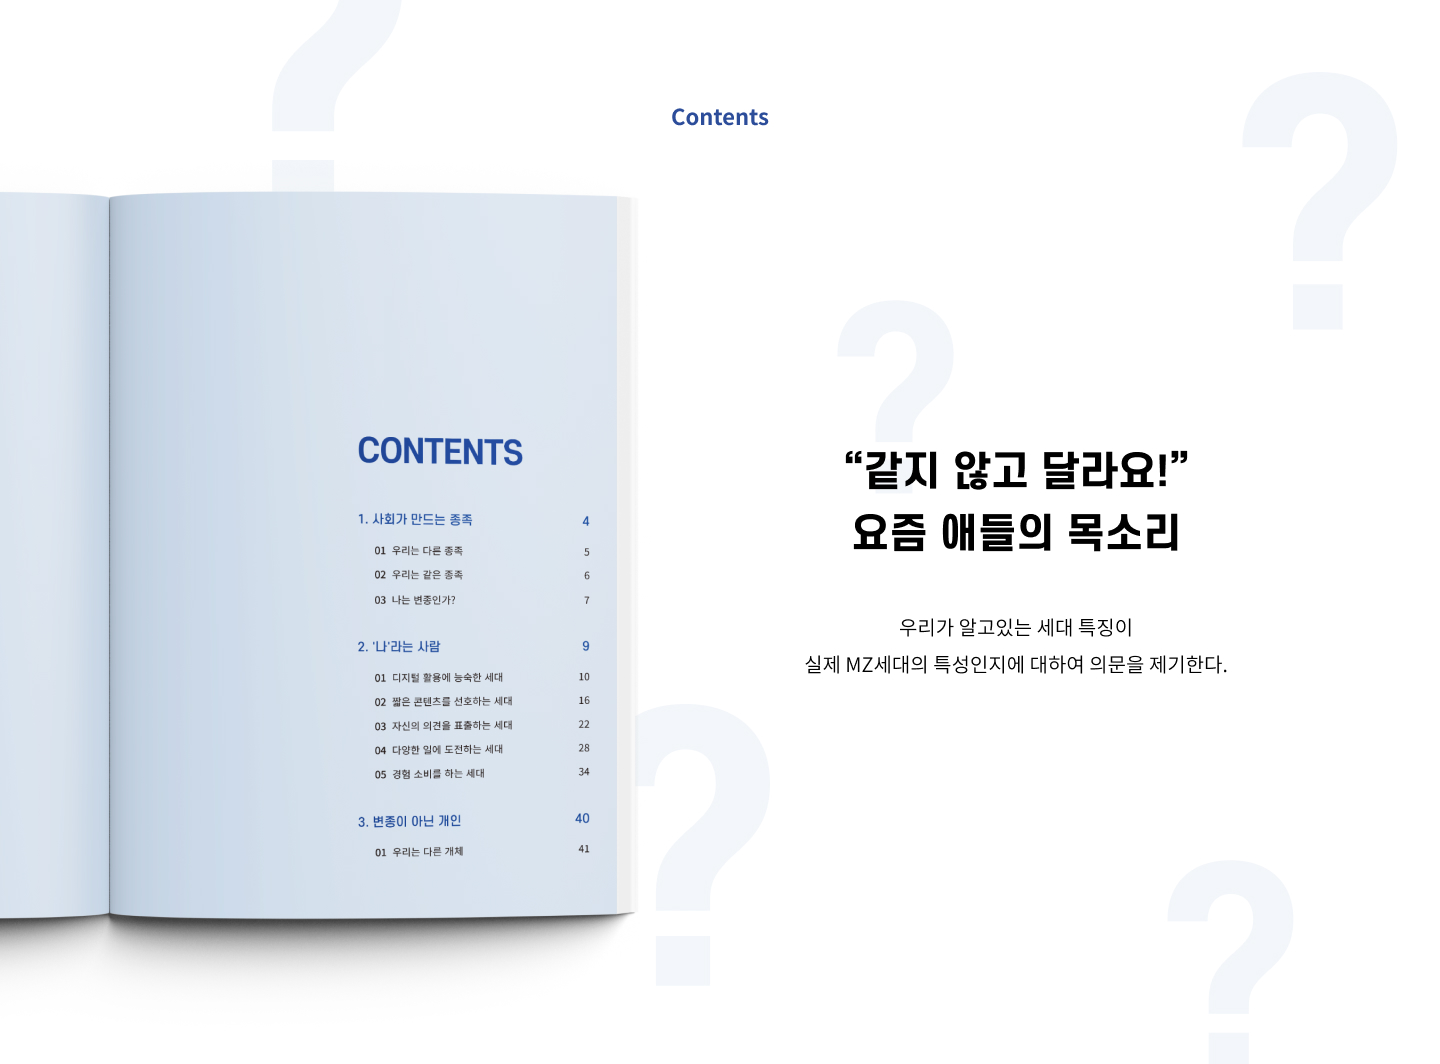 Contents
CONTENTS
1. 사회가 만드는 종족 4
01 우리는 다른 종족 5
02 우리는 같은 종족 6
03 나는 변종인가? 7
2. '나'라는 사람 9
01 디지털 활용에 능숙한 세대 10
02 짧은 콘텐츠를 선호하는 세대 16
03 자신의 의견을 표출하는 세대 22
04 다양한 일에 도전하는 세대 28
05 경험 소비를 하는 세대 34
3. 변종이 아닌 개인 40
01 우리는 다른 개체 41
“같지 않고 달라요!”
요즘 애들의 목소리
우리가 알고있는 세대 특징이
실제 MZ세대의 특성인지에 대하여 의문을 제기한다.